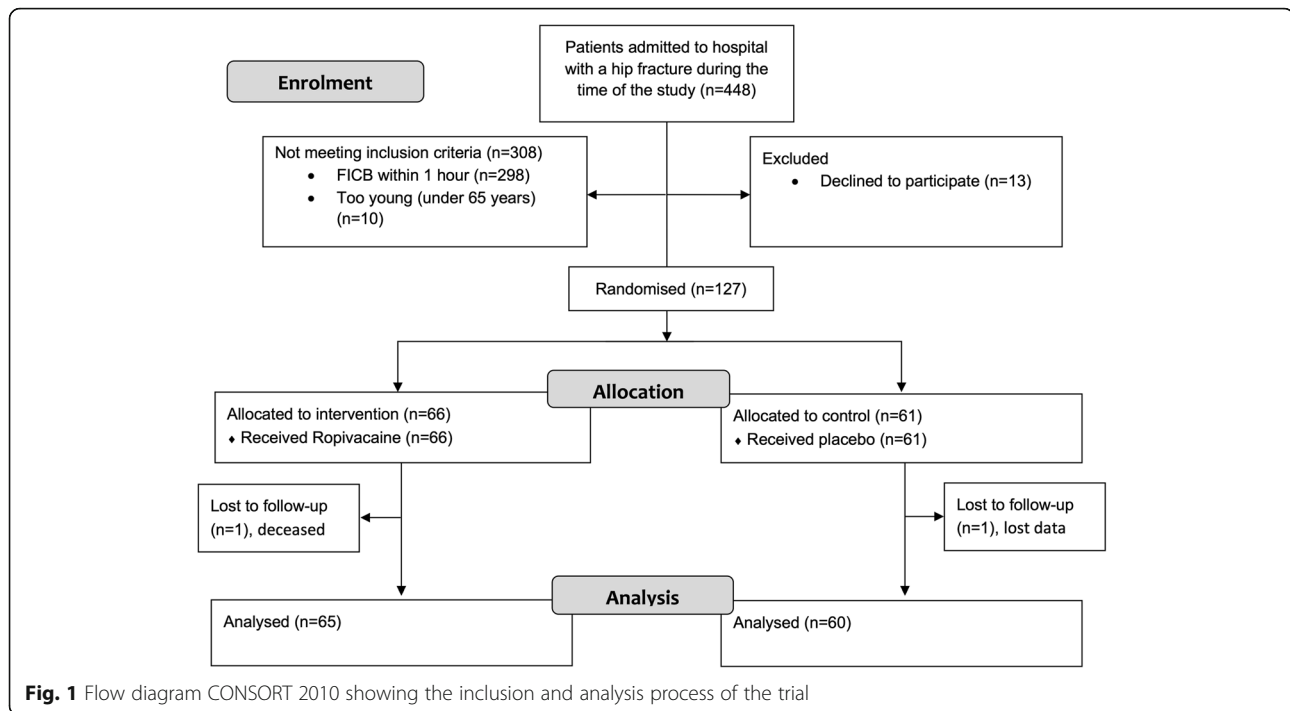 Patients admitted to hospital
with a hip fracture during the
time of the study (n=448)
Enrolment
Not meeting inclusion criteria (n=308)
• FICB within 1 hour (n=298)
• Too young (under 65 years)
(n=10)
Excluded
• Declined to participate (n=13)
Randomised (n=127)
Allocation
Allocated to intervention (n=66)
♦ Received Ropivacaine (n=66)
Allocated to control (n=61)
♦ Received placebo (n=61)
Lost to follow-up
(n=1), deceased
Lost to follow-up
(n=1), lost data
Analysis
Analysed (n=65)
Analysed (n=60)
Fig. 1 Flow diagram CONSORT 2010 showing the inclusion and analysis process of the trial